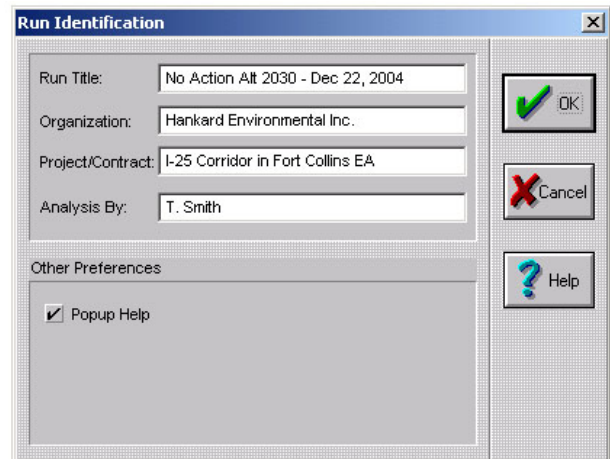 Run Identification
Run Title: No Action Alt 2030 - Dec 22, 2004
Organization: Hankard Environmental Inc.
Project/Contract: I-25 Corridor in Fort Collins EA
Analysis By: T. Smith
Other Preferences
Popup Help
OK
Cancel
Help